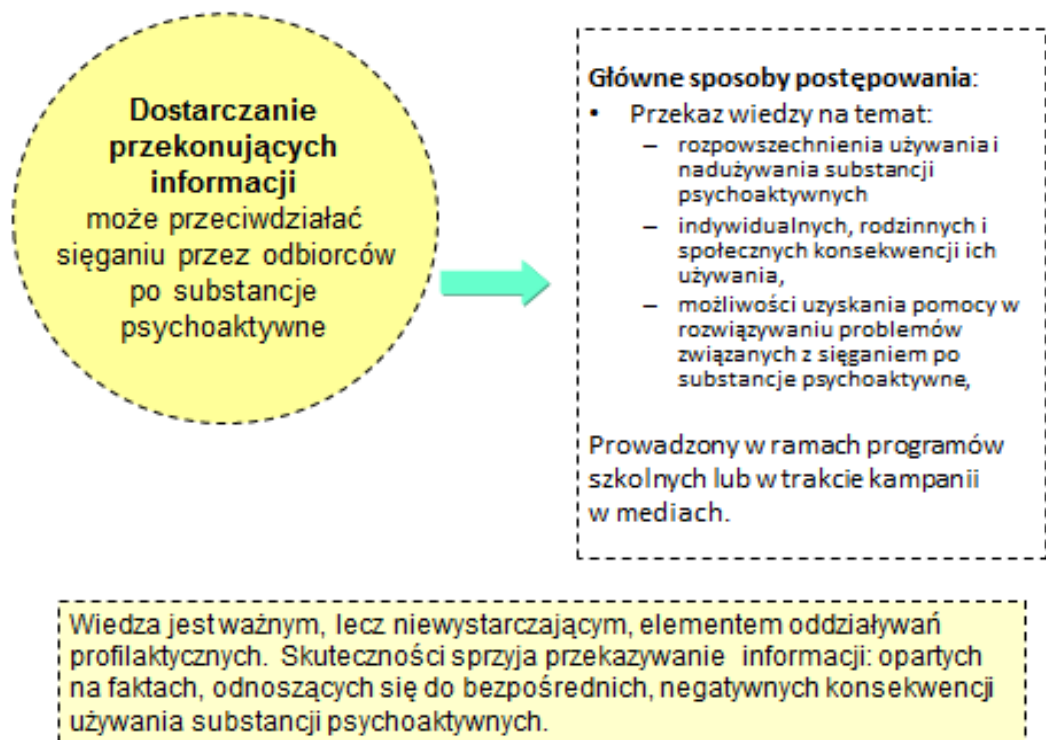 Dostarczanie
przekonujących
informacji
może przeciwdziałać
sięganiu przez odbiorców
po substancje
psychoaktywne
Główne sposoby postępowania:
• Przekaz wiedzy na temat:
– rozpowszechnienia używania i
nadużywania substancji
psychoaktywnych
– indywidualnych, rodzinnych i
społecznych konsekwencji ich
używania,
– możliwości uzyskania pomocy w
rozwiązywaniu problemów
związanych z sięganiem po
substancje psychoaktywne,
Prowadzony w ramach programów
szkolnych lub w trakcie kampanii
w mediach.
Wiedza jest ważnym, lecz niewystarczającym, elementem oddziaływań
profilaktycznych. Skuteczności sprzyja przekazywanie informacji: opartych
na faktach, odnoszących się do bezpośrednich, negatywnych konsekwencji
używania substancji psychoaktywnych.